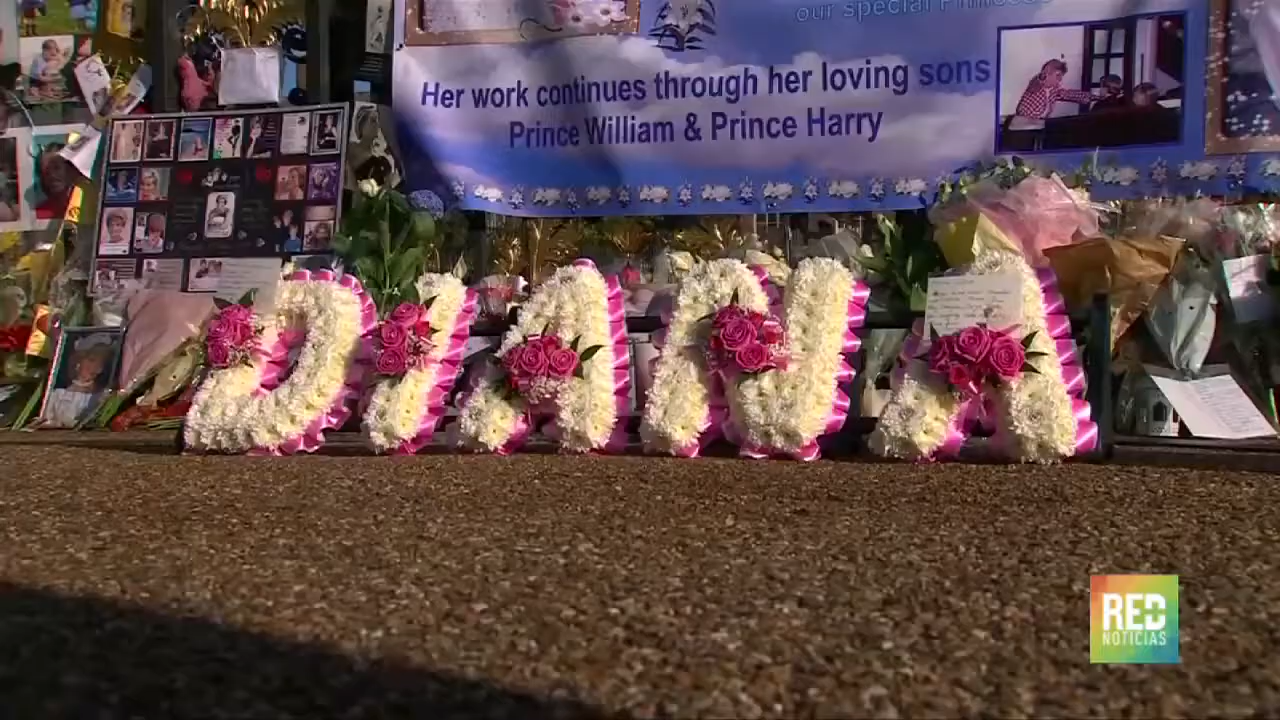 our special Princess
Her work continues through her loving sons
Prince William & Prince Harry
DIANA
RED
NOTICIAS